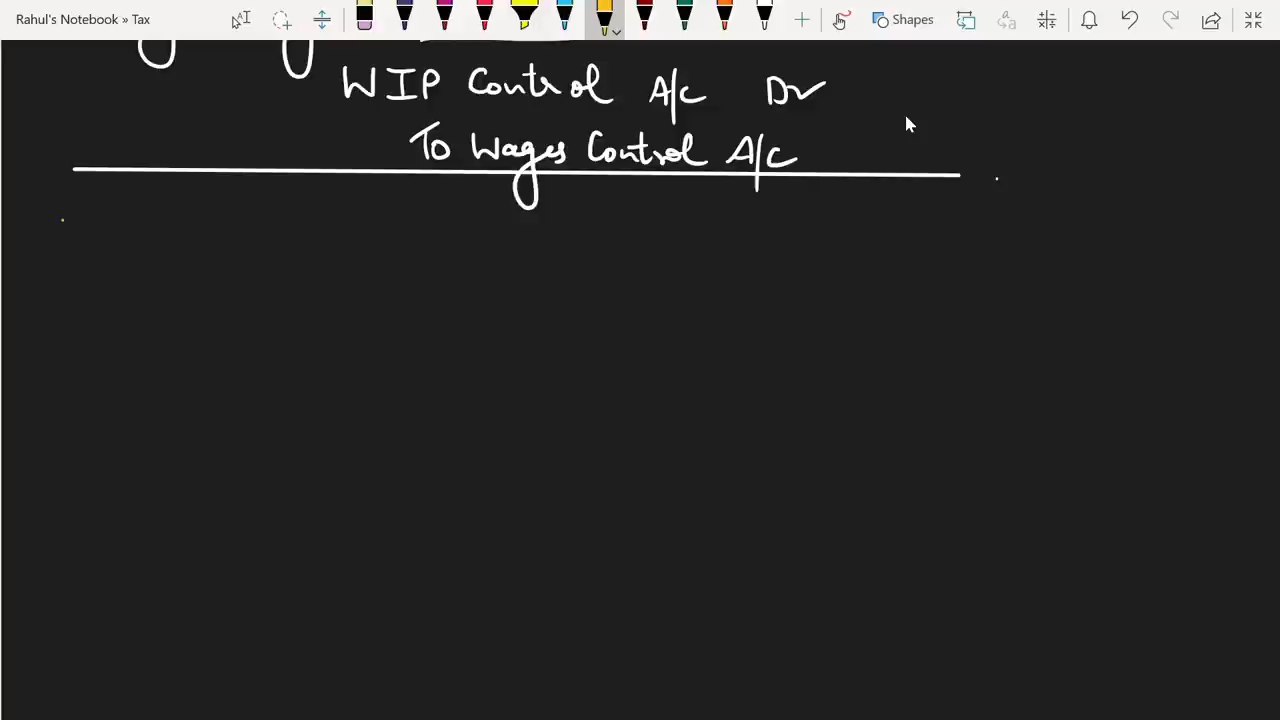 Rahul's Notebook » Tax
Shapes
WIP Control A/c Dr
To Wages Control A/c